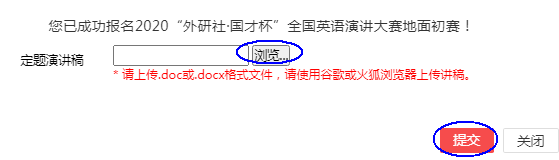 您已成功报名2020“外研社·国才杯”全国英语演讲大赛地面初赛！
定题演讲稿 浏览...
* 请上传.doc或.docx格式文件，请使用谷歌或火狐浏览器上传讲稿。
提交 关闭